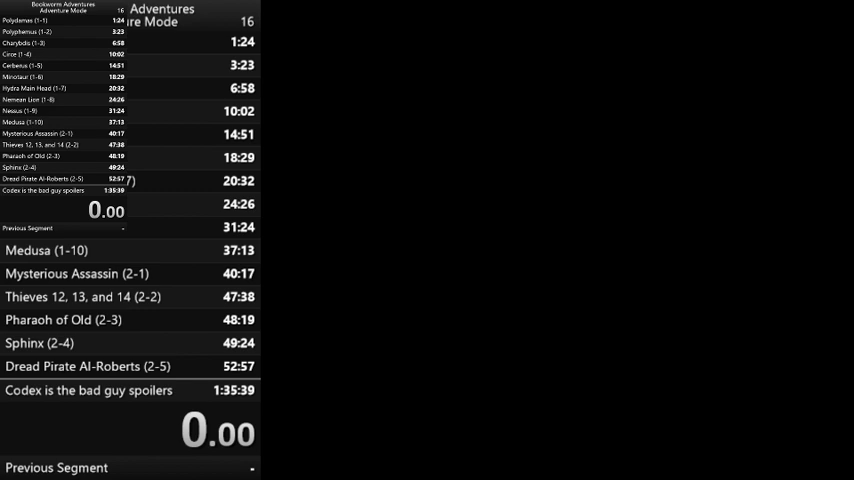 Bookworm Adventures
Adventure Mode 16
Polydamas (1-1) 1:24
Polyphemus (1-2) 3:23
Charybdis (1-3) 6:58
Circe (1-4) 10:02
Cerberus (1-5) 14:51
Minotaur (1-6) 18:29
Hydra Main Head (1-7) 20:32
Nemean Lion (1-8) 24:26
Nessus (1-9) 31:24
Medusa (1-10) 37:13
Mysterious Assassin (2-1) 40:17
Thieves 12, 13, and 14 (2-2) 47:38
Pharaoh of Old (2-3) 48:19
Sphinx (2-4) 49:24
Dread Pirate Al-Roberts (2-5) 52:57
Codex is the bad guy spoilers 1:35:39
0.00
Previous Segment -
Adventures
ure Mode 16
1:24
3:23
6:58
10:02
14:51
18:29
7) 20:32
24:26
31:24
Medusa (1-10) 37:13
Mysterious Assassin (2-1) 40:17
Thieves 12, 13, and 14 (2-2) 47:38
Pharaoh of Old (2-3) 48:19
Sphinx (2-4) 49:24
Dread Pirate Al-Roberts (2-5) 52:57
Codex is the bad guy spoilers 1:35:39
0.00
Previous Segment -